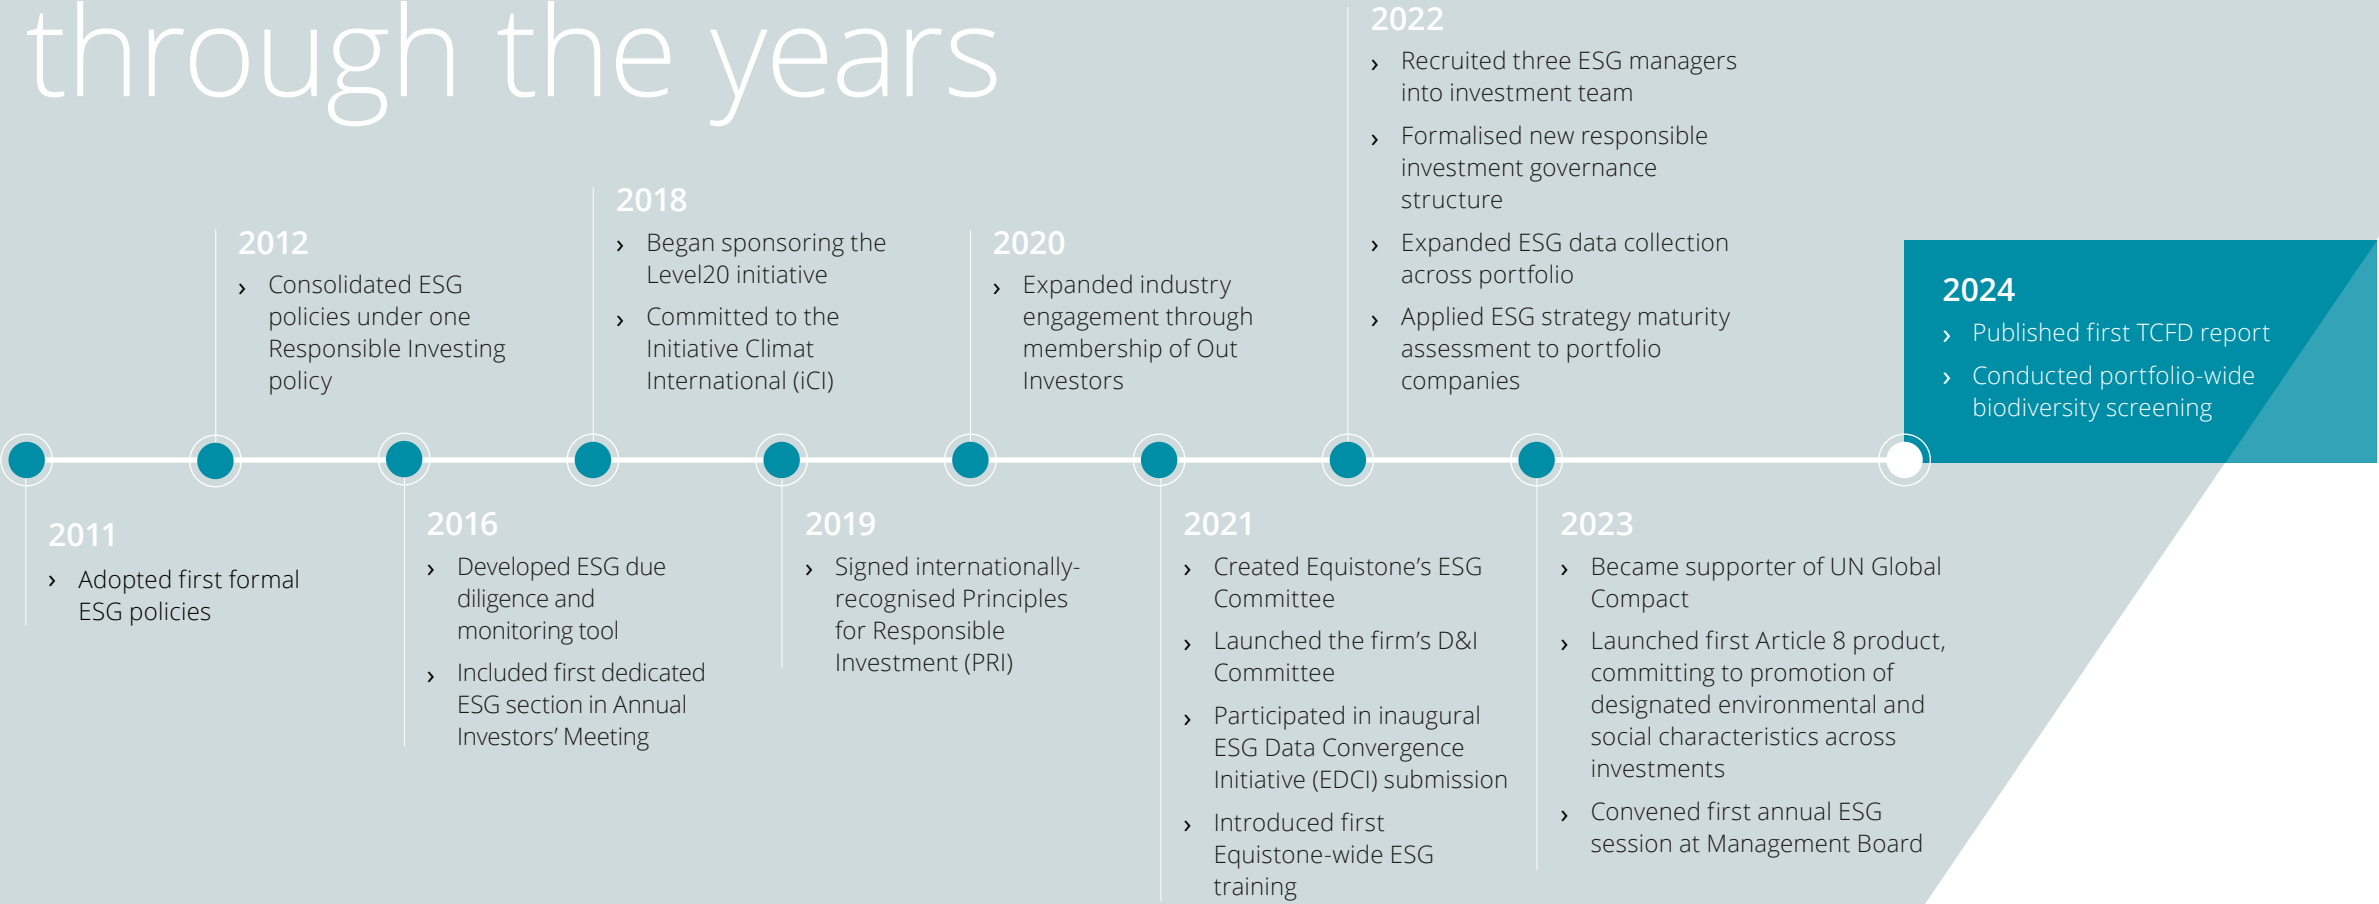 through the years
2011
› Adopted first formal
ESG policies
2012
› Consolidated ESG
policies under one
Responsible Investing
policy
2016
› Developed ESG due
diligence and
monitoring tool
› Included first dedicated
ESG section in Annual
Investors’ Meeting
2018
› Began sponsoring the
Level20 initiative
› Committed to the
Initiative Climat
International (iCI)
2019
› Signed internationally-
recognised Principles
for Responsible
Investment (PRI)
2020
› Expanded industry
engagement through
membership of Out
Investors
2021
› Created Equistone’s ESG
Committee
› Launched the firm’s D&I
Committee
› Participated in inaugural
ESG Data Convergence
Initiative (EDCI) submission
› Introduced first
Equistone-wide ESG
training
2022
› Recruited three ESG managers
into investment team
› Formalised new responsible
investment governance
structure
› Expanded ESG data collection
across portfolio
› Applied ESG strategy maturity
assessment to portfolio
companies
2023
› Became supporter of UN Global
Compact
› Launched first Article 8 product,
committing to promotion of
designated environmental and
social characteristics across
investments
› Convened first annual ESG
session at Management Board
2024
› Published first TCFD report
› Conducted portfolio-wide
biodiversity screening